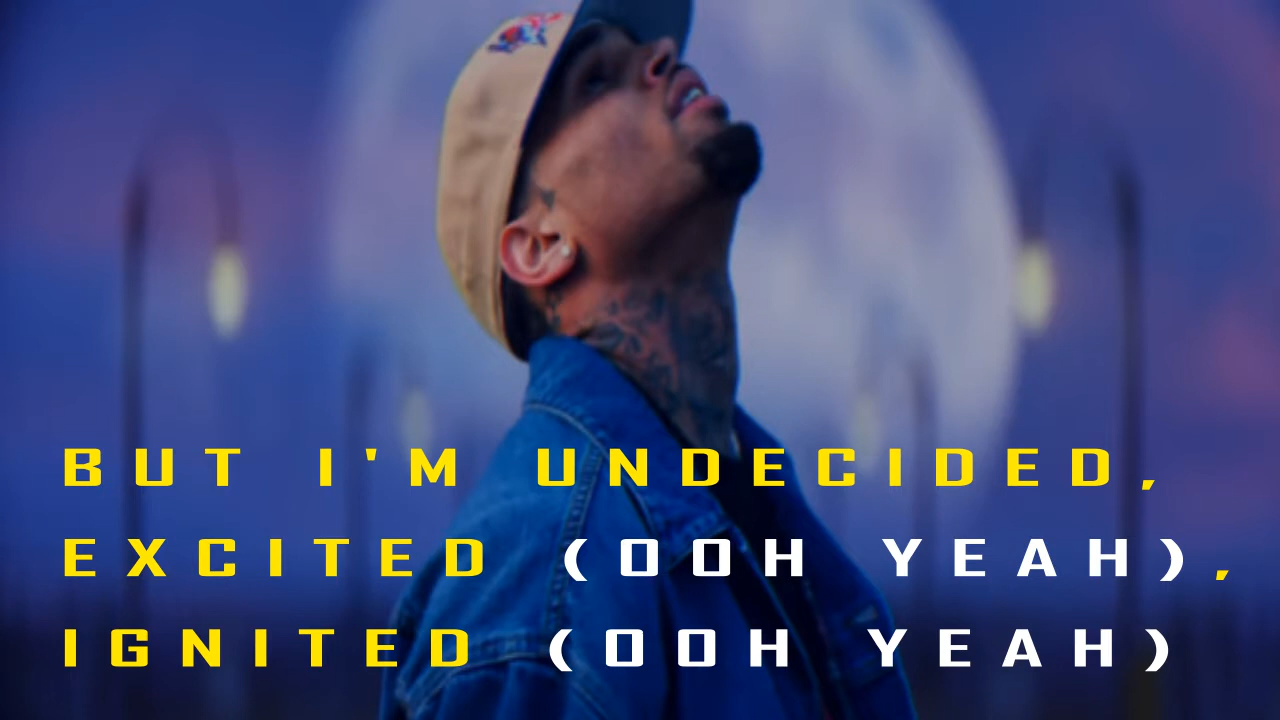 BUT I'M UNDECIDED,
EXCITED (OOH YEAH),
IGNITED (OOH YEAH)